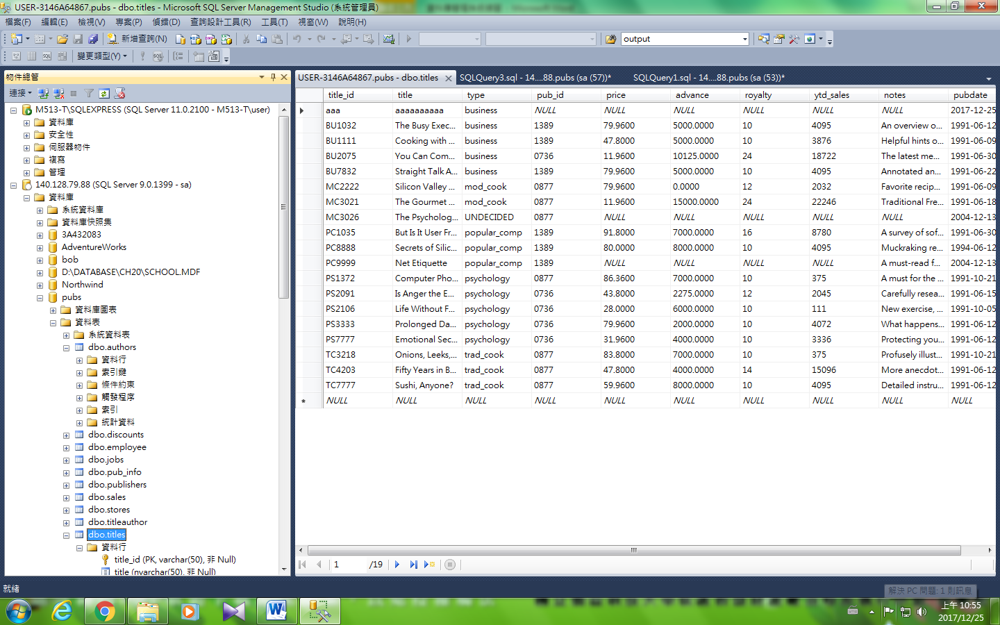 USER-3146A64867.pubs - dbo.titles - Microsoft SQL Server Management Studio (系統管理員)
檔案(F) 編輯(E) 檢視(V) 專案(P) 偵錯(D) 查詢設計工具(R) 工具(T) 視窗(W) 說明(H)
新增查詢(N) output
變更類型(Y)
物件總管
連接
M513-T\SQLEXPRESS (SQL Server 11.0.2100 - M513-T\user)
資料庫
安全性
伺服器物件
複寫
管理
140.128.79.88 (SQL Server 9.0.1399 - sa)
資料庫
系統資料庫
資料庫快照集
3A432083
AdventureWorks
bob
D:\DATABASE\CH20\SCHOOL.MDF
Northwind
pubs
資料庫圖表
資料表
系統資料表
dbo.authors
資料行
索引鍵
條件約束
觸發程序
索引
統計資料
dbo.discounts
dbo.employee
dbo.jobs
dbo.pub_info
dbo.publishers
dbo.sales
dbo.stores
dbo.titleauthor
dbo.titles
資料行
title_id (PK, varchar(50), 非 Null)
title (nvarchar(50), 非 Null)
USER-3146A64867.pubs - dbo.titles SQLQuery3.sql - 14....88.pubs (sa (57))* SQLQuery1.sql - 14....88.pubs (sa (53))*
title_id title type pub_id price advance royalty ytd_sales notes pubdate
aaa aaaaaaaaaa business NULL NULL NULL NULL NULL NULL 2017-12-25
BU1032 The Busy Exec... business 1389 79.9600 5000.0000 10 4095 An overview o... 1991-06-12
BU1111 Cooking with ... business 1389 47.8000 5000.0000 10 3876 Helpful hints o... 1991-06-09
BU2075 You Can Com... business 0736 11.9600 10125.0000 24 18722 The latest me... 1991-06-30
BU7832 Straight Talk A... business 1389 79.9600 5000.0000 10 4095 Annotated an... 1991-06-22
MC2222 Silicon Valley ... mod_cook 0877 79.9600 0.0000 12 2032 Favorite recip... 1991-06-09
MC3021 The Gourmet ... mod_cook 0877 11.9600 15000.0000 24 22246 Traditional Fre... 1991-06-18
MC3026 The Psycholog... UNDECIDED 0877 NULL NULL NULL NULL NULL 2004-12-13
PC1035 But Is It User Fr... popular_comp 1389 91.8000 7000.0000 16 8780 A survey of sof... 1991-06-30
PC8888 Secrets of Silic... popular_comp 1389 80.0000 8000.0000 10 4095 Muckraking re... 1994-06-12
PC9999 Net Etiquette popular_comp 1389 NULL NULL NULL NULL A must-read f... 2004-12-13
PS1372 Computer Pho... psychology 0877 86.3600 7000.0000 10 375 A must for the ... 1991-10-21
PS2091 Is Anger the E... psychology 0736 43.8000 2275.0000 12 2045 Carefully resea... 1991-06-15
PS2106 Life Without F... psychology 0736 28.0000 6000.0000 10 111 New exercise, ... 1991-10-05
PS3333 Prolonged Da... psychology 0736 79.9600 2000.0000 10 4072 What happens... 1991-06-12
PS7777 Emotional Sec... psychology 0736 31.9600 4000.0000 10 3336 Protecting you... 1991-06-12
TC3218 Onions, Leeks,... trad_cook 0877 83.8000 7000.0000 10 375 Profusely illust... 1991-10-21
TC4203 Fifty Years in B... trad_cook 0877 47.8000 4000.0000 14 15096 More anecdot... 1991-06-12
TC7777 Sushi, Anyone? trad_cook 0877 59.9600 8000.0000 10 4095 Detailed instru... 1991-06-12
NULL NULL NULL NULL NULL NULL NULL NULL NULL NULL
1 /19
就緒
解決 PC 問題: 1 則訊息
上午 10:55
2017/12/25